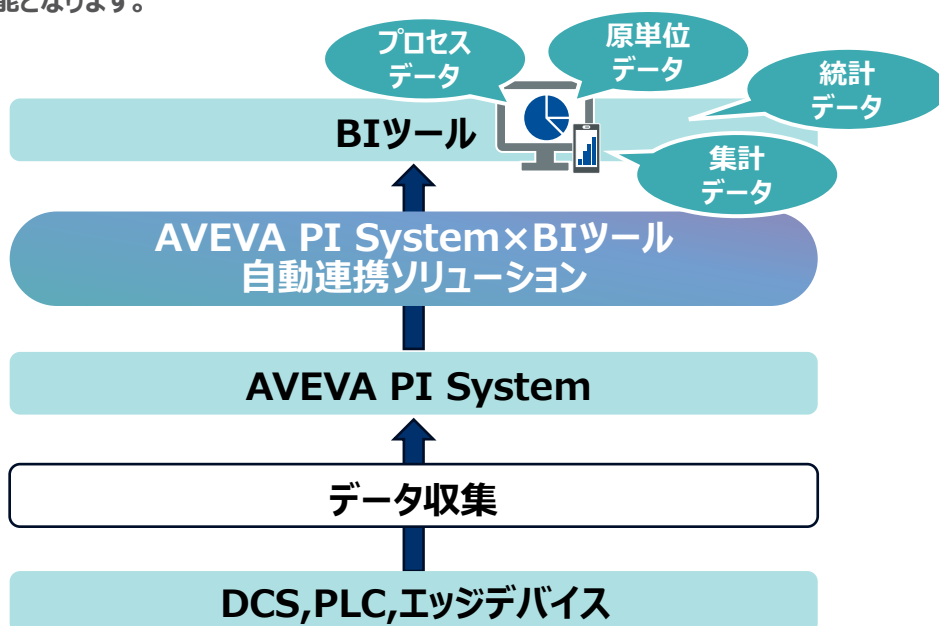 能となります。
プロセス
データ
原単位
データ
統計
データ
BIツール
集計
データ
AVEVA PI System×BIツール
自動連携ソリューション
AVEVA PI System
データ収集
DCS,PLC,エッジデバイス